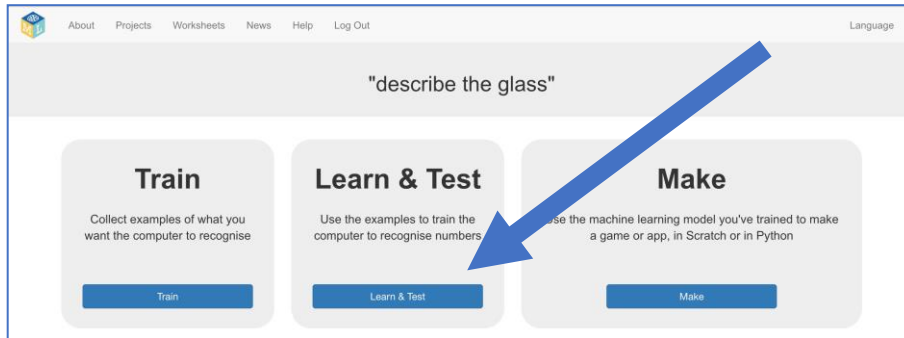 About Projects Worksheets News Help Log Out Language
"describe the glass"
Train
Collect examples of what you
want the computer to recognise
Train
Learn & Test
Use the examples to train the
computer to recognise numbers
Learn & Test
Make
the machine learning model you've trained to make
a game or app, in Scratch or in Python
Make